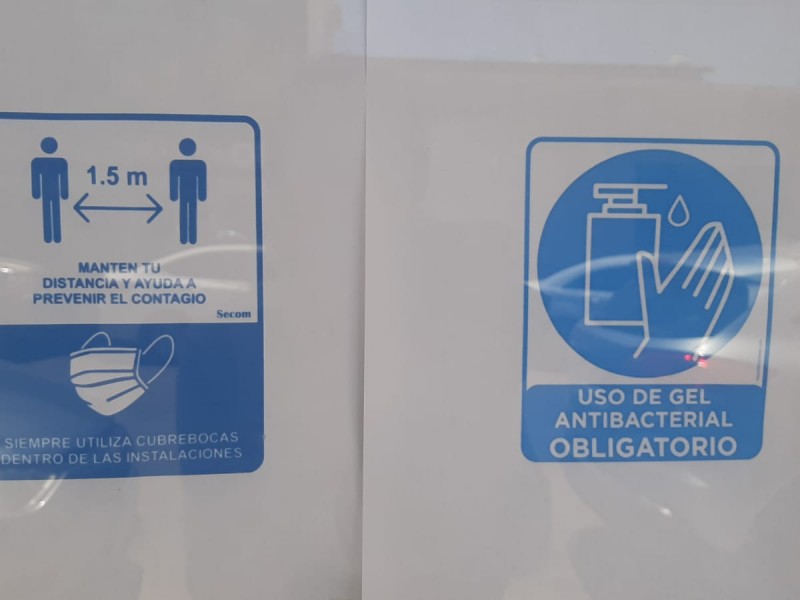 1.5 m
MANTEN TU
DISTANCIA Y AYUDA A
PREVENIR EL CONTAGIO
Secom
SIEMPRE UTILIZA CUBREBOCAS
DENTRO DE LAS INSTALACIONES
USO DE GEL
ANTIBACTERIAL
OBLIGATORIO